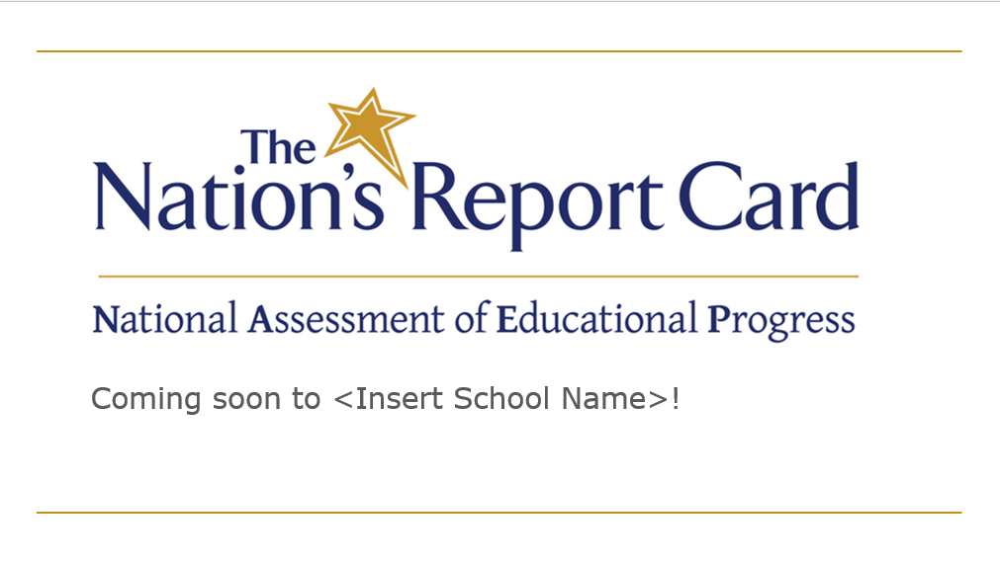 The
Nation's Report Card
National Assessment of Educational Progress
Coming soon to <Insert School Name>!